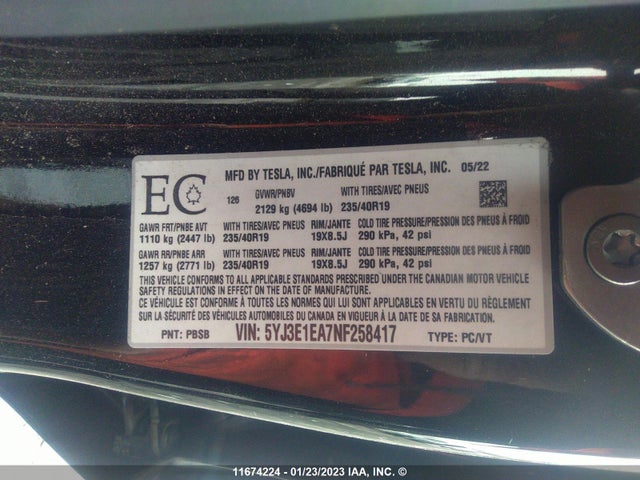 MFD BY TESLA, INC./FABRIQUÉ PAR TESLA, INC. 05/22
EC 126 GVWR/PNBV WITH TIRES/AVEC PNEUS
2129 kg (4694 lb) 235/40R19
GAWR FRT/PNBE AVT WITH TIRES/AVEC PNEUS RIM/JANTE COLD TIRE PRESSURE/PRESSION DES PNEUS À FROID
1110 kg (2447 lb) 235/40R19 19X8.5J 290 kPa, 42 psi
GAWR RR/PNBE ARR WITH TIRES/AVEC PNEUS RIM/JANTE COLD TIRE PRESSURE/PRESSION DES PNEUS À FROID
1257 kg (2771 lb) 235/40R19 19X8.5J 290 kPa, 42 psi
THIS VEHICLE CONFORMS TO ALL APPLICABLE STANDARDS PRESCRIBED UNDER THE CANADIAN MOTOR VEHICLE
SAFETY REGULATIONS IN EFFECT ON THE DATE OF MANUFACTURE
CE VÉHICULE EST CONFORME À TOUTES LES NORMES QUI LUI SONT APPLICABLES EN VERTU DU RÈGLEMENT
SUR LA SÉCURITÉ DES VÉHICULES AUTOMOBILES DU CANADA EN VIGUEUR À LA DATE DE SA FABRICATION.
PNT: PBSB VIN: 5YJ3E1EA7NF258417 TYPE: PC/VT
11674224 - 01/23/2023 IAA, INC. ©